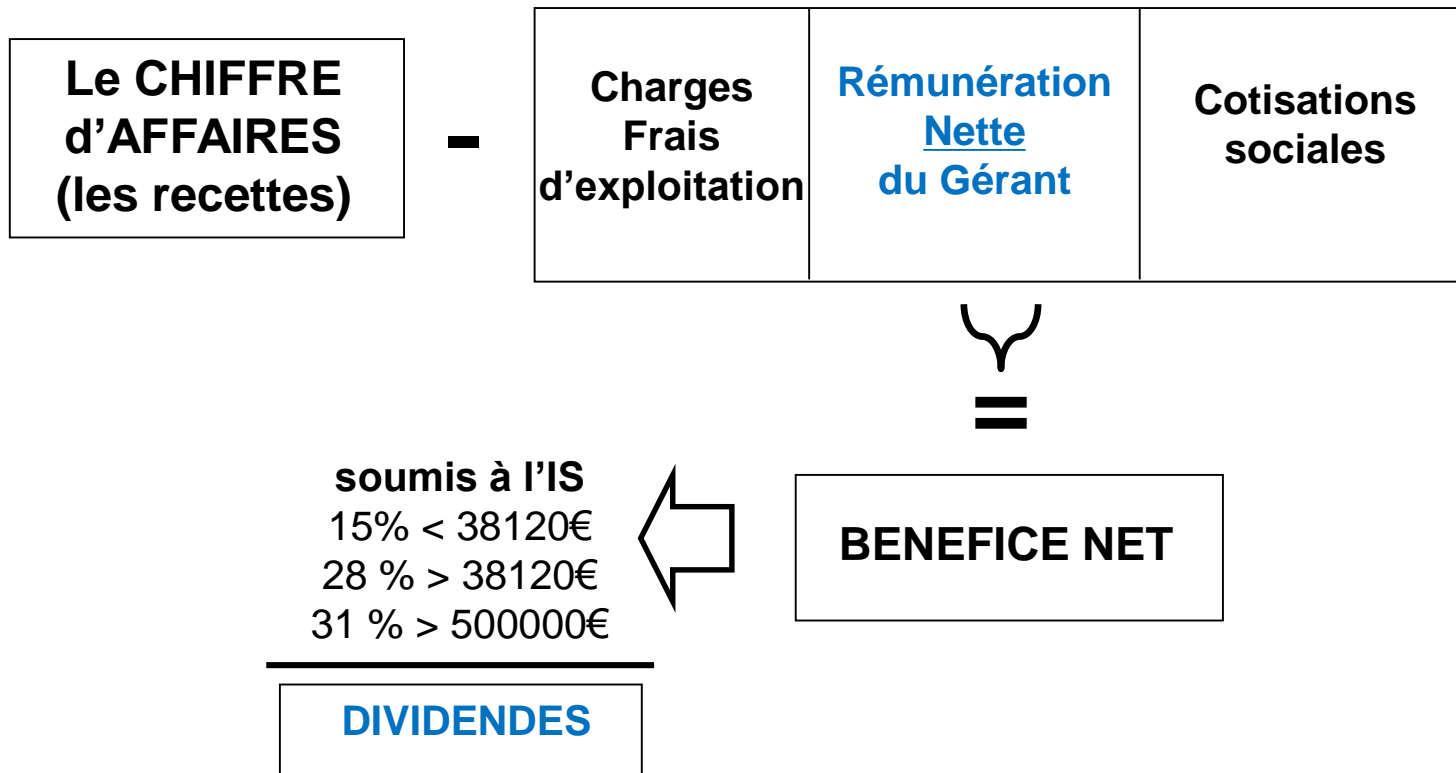 Le CHIFFRE
d’AFFAIRES
(les recettes)
-
Charges
Frais
d’exploitation
Rémunération
Nette
du Gérant
Cotisations
sociales
=
soumis à l’IS
15% < 38120€
28 % > 38120€
31 % > 500000€
BENEFICE NET
DIVIDENDES